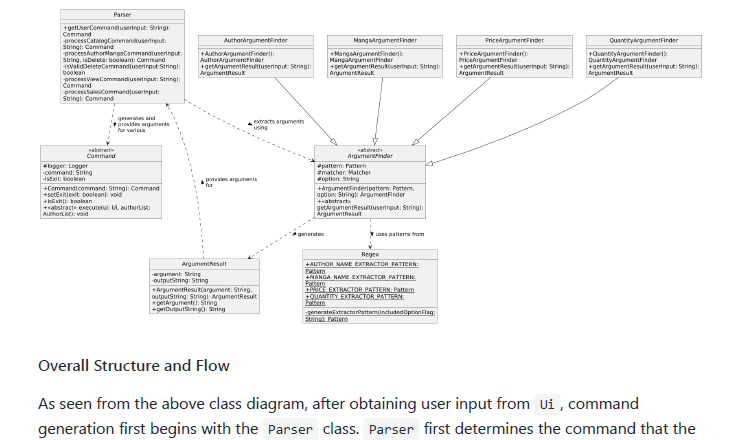 Parser
+getUserCommand(userInput: String):
Command
-processCatalogCommand(userInput:
String): Command
-processAuthorMangaCommand(userInput:
String, isDelete: boolean): Command
-isValidDeleteCommand(userInput:String):
boolean
-processViewCommand(userInput: String):
Command
-processSalesCommand(userInput:
String): Command
AuthorArgumentFinder
+AuthorArgumentFinder():
AuthorArgumentFinder
+getArgumentResult(userInput: String):
ArgumentResult
MangaArgumentFinder
+MangaArgumentFinder():
MangaArgumentFinder
+getArgumentResult(userInput: String):
ArgumentResult
PriceArgumentFinder
+PriceArgumentFinder():
PriceArgumentFinder
+getArgumentResult(userInput: String):
ArgumentResult
QuantityArgumentFinder
+QuantityArgumentFinder():
QuantityArgumentFinder
+getArgumentResult(userInput: String):
ArgumentResult
generates and
provides arguments
for various
extracts arguments
using
«abstract»
Command
#logger: Logger
-command: String
-isExit: boolean
+Command(command: String): Command
+setExit(exit: boolean): void
+isExit(): boolean
+<abstract> execute(ui: Ui, authorList:
AuthorList): void
provides arguments
for
«abstract»
ArgumentFinder
#pattern: Pattern
#matcher: Matcher
#option: String
+ArgumentFinder(pattern: Pattern,
option: String): ArgumentFinder
+<abstract>
getArgumentResult(userInput: String):
ArgumentResult
generates
uses patterns from
ArgumentResult
-argument: String
-outputString: String
+ArgumentResult(argument: String,
outputString: String): ArgumentResult
+getArgument(): String
+getOutputString(): String
Regex
+AUTHOR_NAME_EXTRACTOR_PATTERN:
Pattern
+MANGA_NAME_EXTRACTOR_PATTERN:
Pattern
+PRICE_EXTRACTOR_PATTERN: Pattern
+QUANTITY_EXTRACTOR_PATTERN:
Pattern
-generateExtractorPattern(includedOptionFlag:
String): Pattern
Overall Structure and Flow
As seen from the above class diagram, after obtaining user input from Ui, command
generation first begins with the Parser class. Parser first determines the command that the